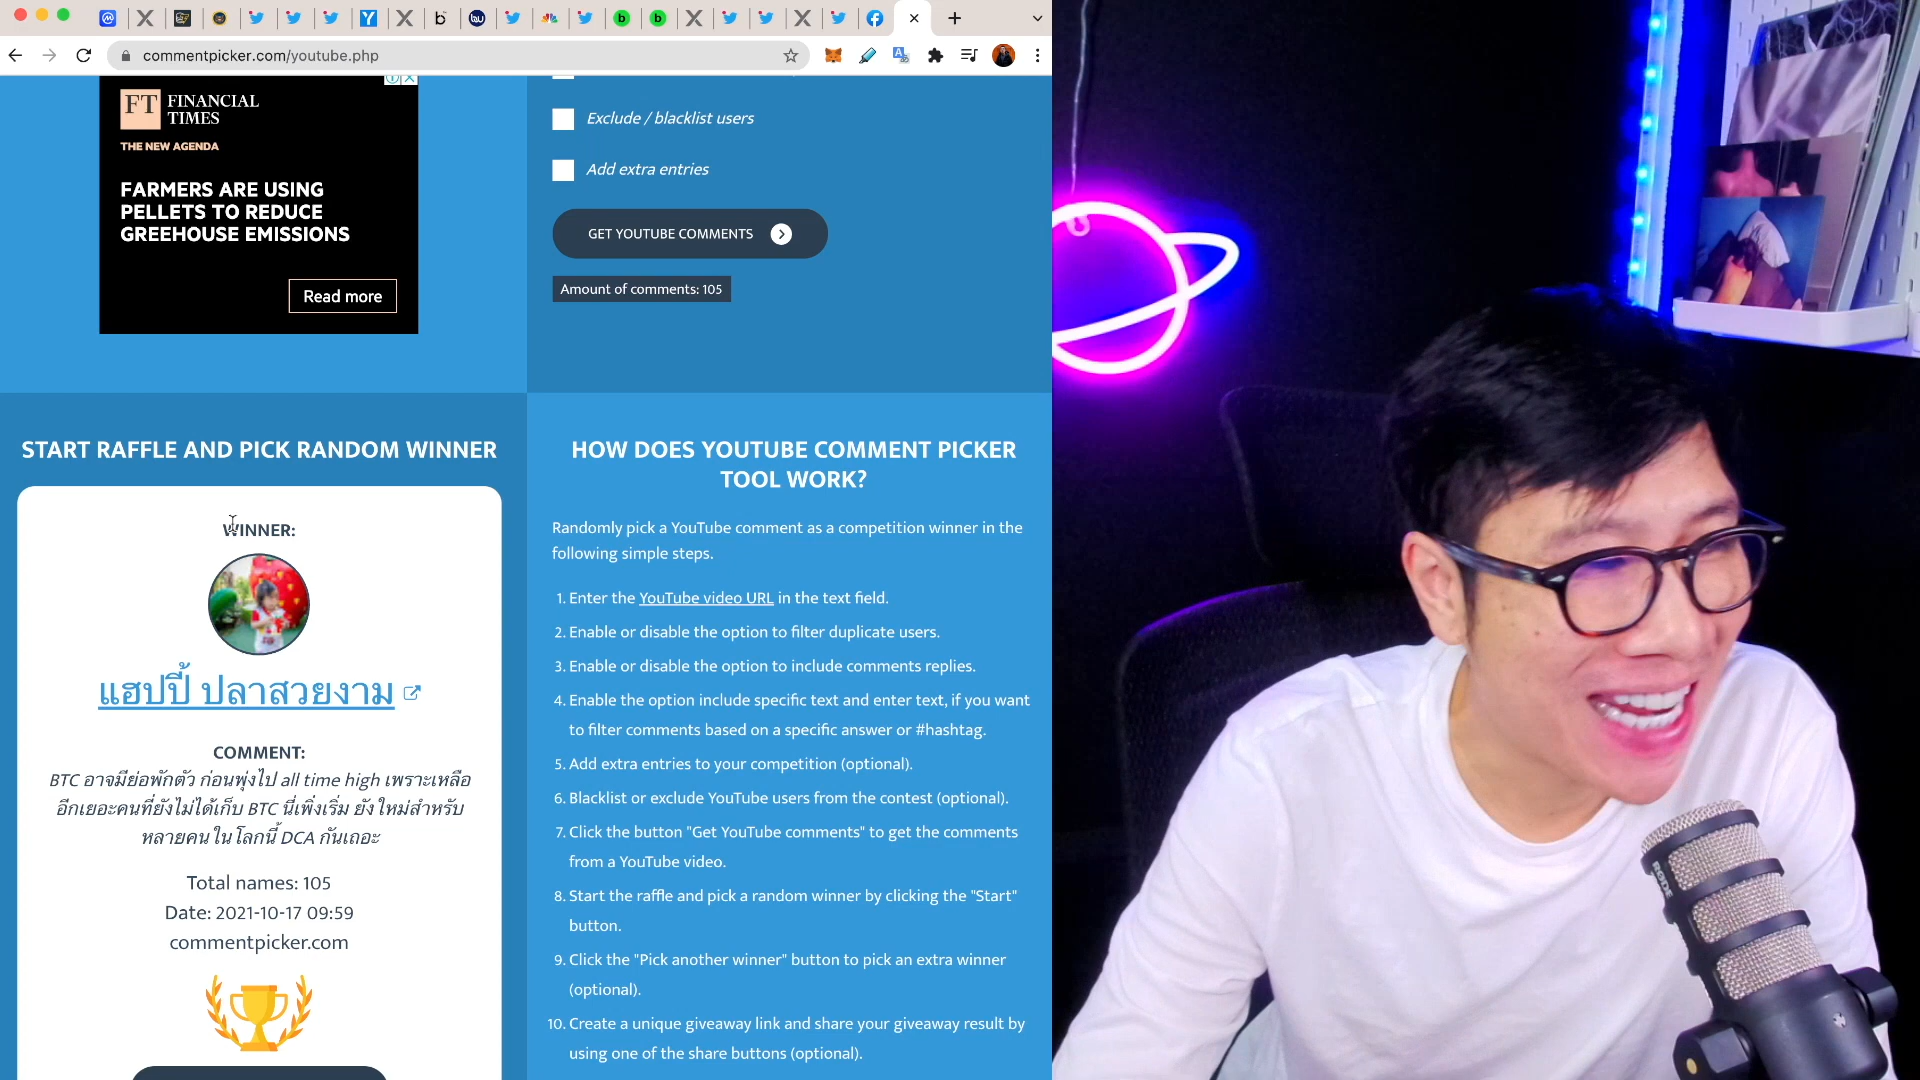 commentpicker.com/youtube.php
FT FINANCIAL
TIMES
THE NEW AGENDA
FARMERS ARE USING
PELLETS TO REDUCE
GREEHOUSE EMISSIONS
Read more
Exclude / blacklist users
Add extra entries
GET YOUTUBE COMMENTS
Amount of comments: 105
START RAFFLE AND PICK RANDOM WINNER
WINNER:
แฮปปี้ ปลาสวยงาม
COMMENT:
BTC อาจมีย่อพักตัว ก่อนพุ่งไป all time high เพราะเหลือ
อีกเยอะคนที่ยังไม่ได้เก็บ BTC นี่เพิ่งเริ่ม ยัง ใหม่สำหรับ
หลายคน ใน โลกนี้ DCA กันเถอะ
Total names: 105
Date: 2021-10-17 09:59
commentpicker.com
HOW DOES YOUTUBE COMMENT PICKER
TOOL WORK?
Randomly pick a YouTube comment as a competition winner in the
following simple steps.
1. Enter the YouTube video URL in the text field.
2. Enable or disable the option to filter duplicate users.
3. Enable or disable the option to include comments replies.
4. Enable the option include specific text and enter text, if you want
to filter comments based on a specific answer or #hashtag.
5. Add extra entries to your competition (optional).
6. Blacklist or exclude YouTube users from the contest (optional).
7. Click the button "Get YouTube comments" to get the comments
from a YouTube video.
8. Start the raffle and pick a random winner by clicking the "Start"
button.
9. Click the "Pick another winner" button to pick an extra winner
(optional).
10. Create a unique giveaway link and share your giveaway result by
using one of the share buttons (optional).
RODE